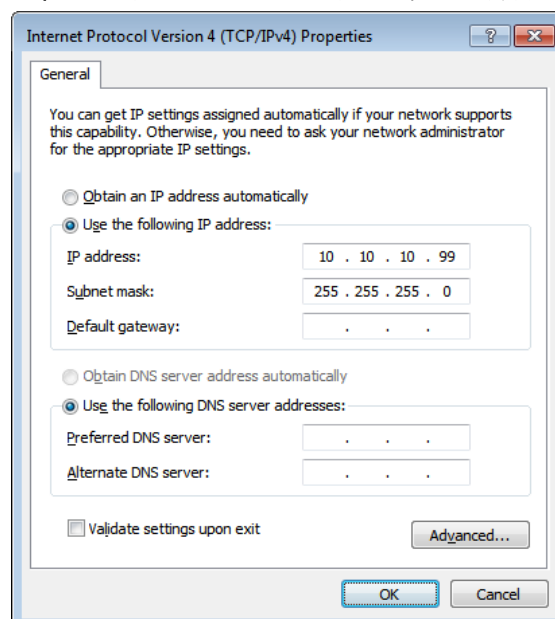 Internet Protocol Version 4 (TCP/IPv4) Properties
General
You can get IP settings assigned automatically if your network supports
this capability. Otherwise, you need to ask your network administrator
for the appropriate IP settings.
Obtain an IP address automatically
Use the following IP address:
IP address: 10 . 10 . 10 . 99
Subnet mask: 255 . 255 . 255 . 0
Default gateway: . . .
Obtain DNS server address automatically
Use the following DNS server addresses:
Preferred DNS server: . . .
Alternate DNS server: . . .
Validate settings upon exit
Advanced...
OK Cancel